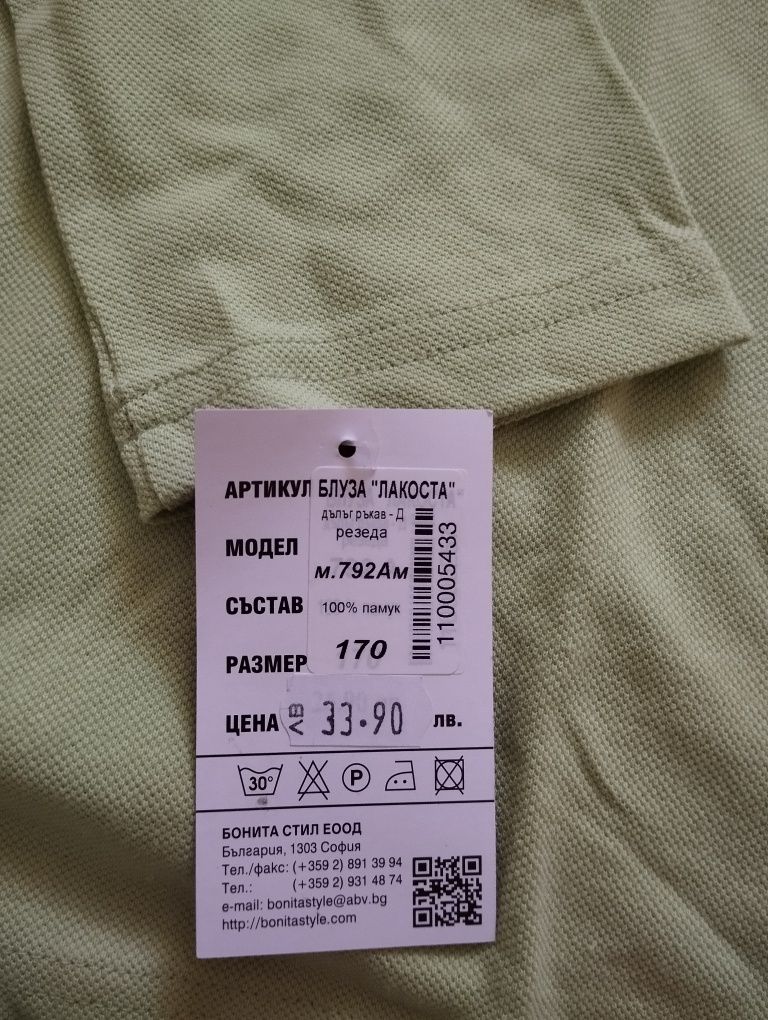 АРТИКУЛ БЛУЗА "ЛАКОСТА"
дълъг ръкав - Д
резеда
МОДЕЛ
м.792Ам
СЪСТАВ 100% памук
170
РАЗМЕР
110005433
ЦЕНА ЛВ 33.90 лв.
30° P
БОНИТА СТИЛ ЕООД
България, 1303 София
Тел./факс: (+359 2) 891 39 94
Тел.: (+359 2) 931 48 74
e-mail: bonitastyle@abv.bg
http://bonitastyle.com